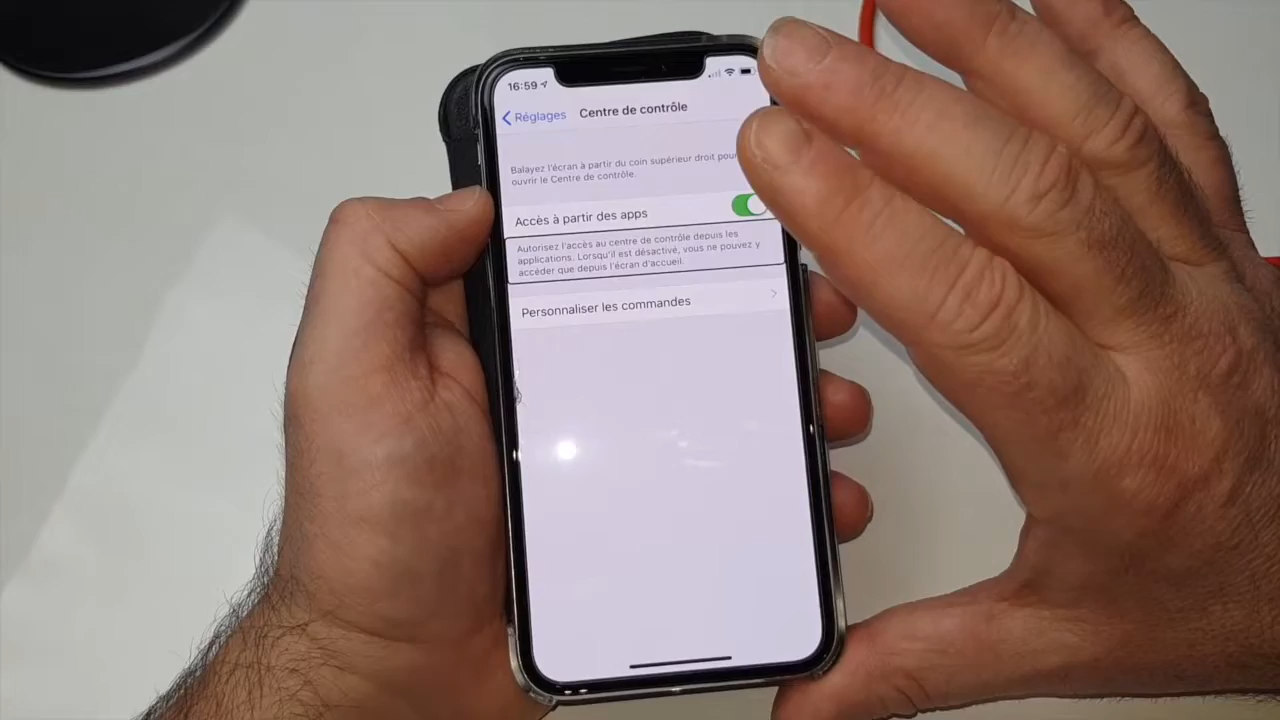 16:59
Réglages
Centre de contrôle
Balayez l'écran à partir du coin supérieur droit pour
ouvrir le Centre de contrôle.
Accès à partir des apps
Autorisez l'accès au centre de contrôle depuis les
applications. Lorsqu'il est désactivé, vous ne pouvez y
accéder que depuis l'écran d'accueil.
Personnaliser les commandes